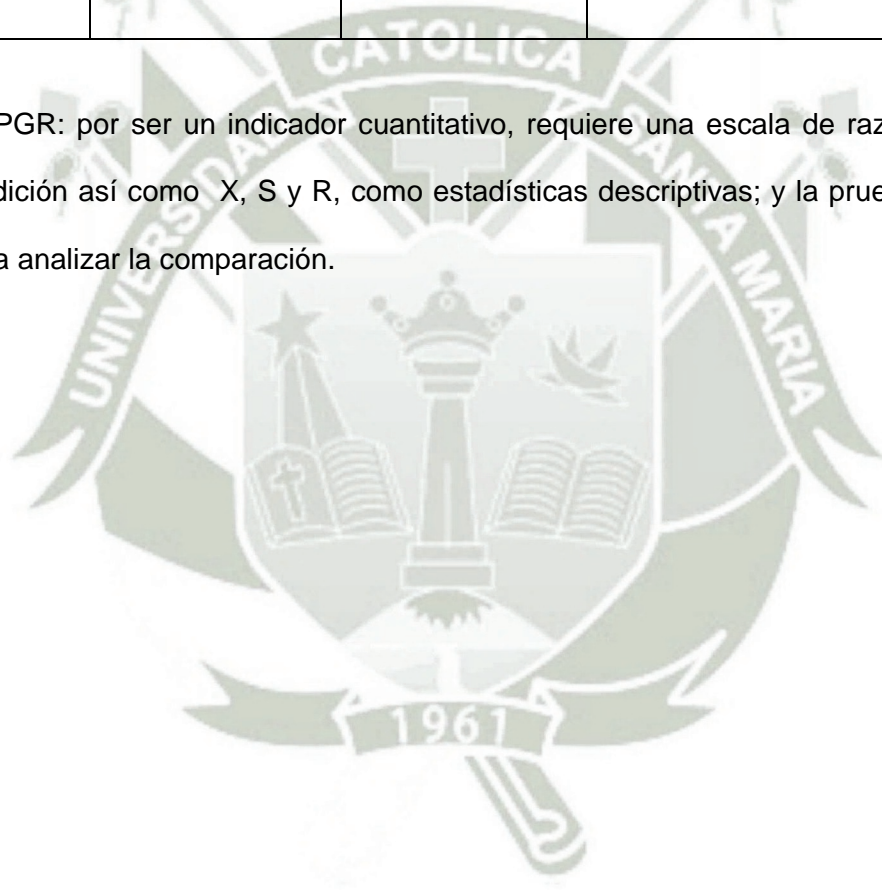 CATOLICA
UNIVERSIDAD
SANTA MARIA
PGR: por ser un indicador cuantitativo, requiere una escala de raz
dición así como X, S y R, como estadísticas descriptivas; y la prue
a analizar la comparación.
1961